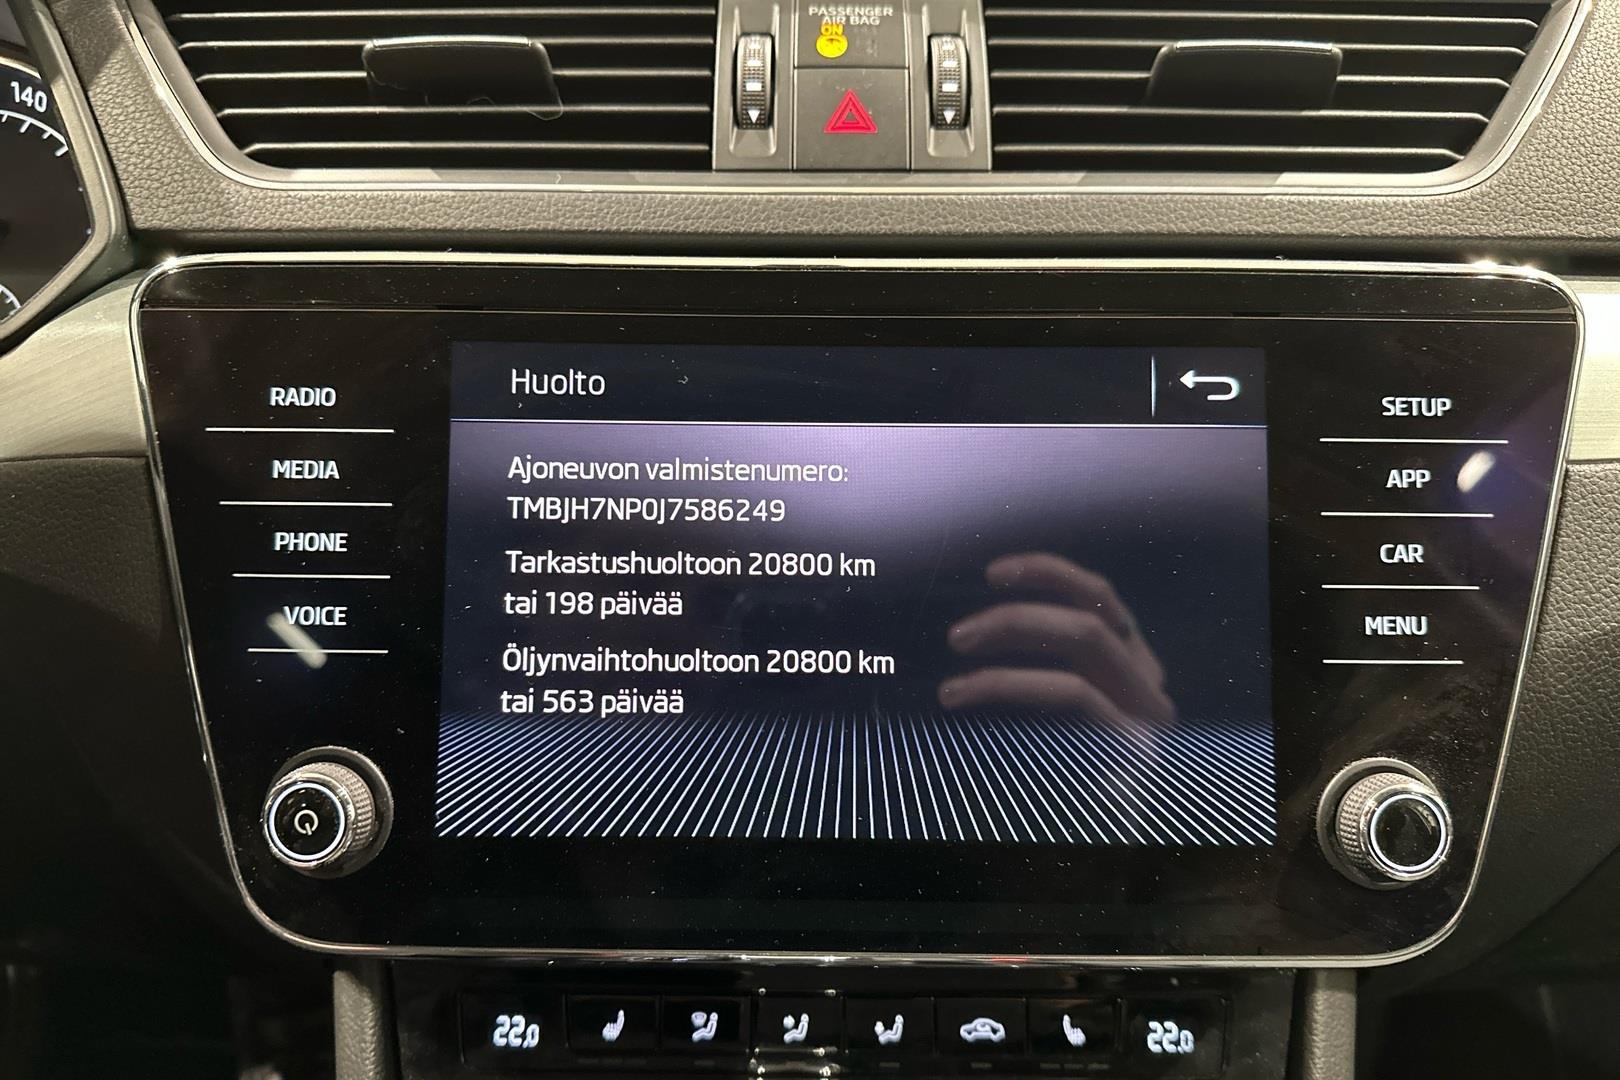 140
PASSENGER
AIR BAG
ON
Huolto
RADIO
MEDIA
PHONE
VOICE
Ajoneuvon valmistenumero:
TMBJH7NP0J7586249
Tarkastushuoltoon 20800 km
tai 198 päivää
Öljynvaihtohuoltoon 20800 km
tai 563 päivää
SETUP
APP
CAR
MENU
22.0
22.0